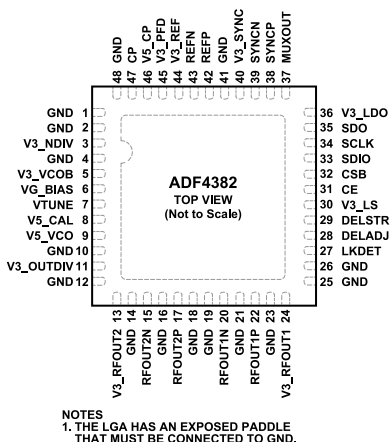 48 GND
47 CP
46 V5_CP
45 V3_PFD
44 V3_REF
43 REFN
42 REFP
41 GND
40 V3_SYNC
39 SYNCN
38 SYNCP
37 MUXOUT
GND 1
GND 2
V3_NDIV 3
GND 4
V3_VCOB 5
VG_BIAS 6
VTUNE 7
V5_CAL 8
V5_VCO 9
GND 10
V3_OUTDIV 11
GND 12
ADF4382
TOP VIEW
(Not to Scale)
36 V3_LDO
35 SDO
34 SCLK
33 SDIO
32 CSB
31 CE
30 V3_LS
29 DELSTR
28 DELADJ
27 LKDET
26 GND
25 GND
V3_RFOUT2 13
GND 14
RFOUT2N 15
GND 16
RFOUT2P 17
GND 18
GND 19
RFOUT1N 20
GND 21
RFOUT1P 22
GND 23
V3_RFOUT1 24
NOTES
1. THE LGA HAS AN EXPOSED PADDLE
THAT MUST BE CONNECTED TO GND.